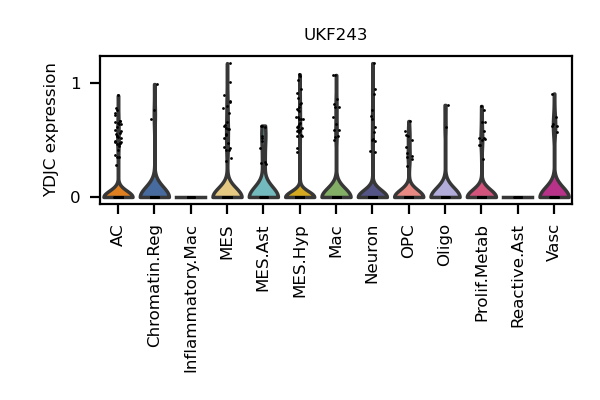 UKF243
YDJC expression
1
0
AC
Chromatin.Reg
Inflammatory.Mac
MES
MES.Ast
MES.Hyp
Mac
Neuron
OPC
Oligo
Prolif.Metab
Reactive.Ast
Vasc